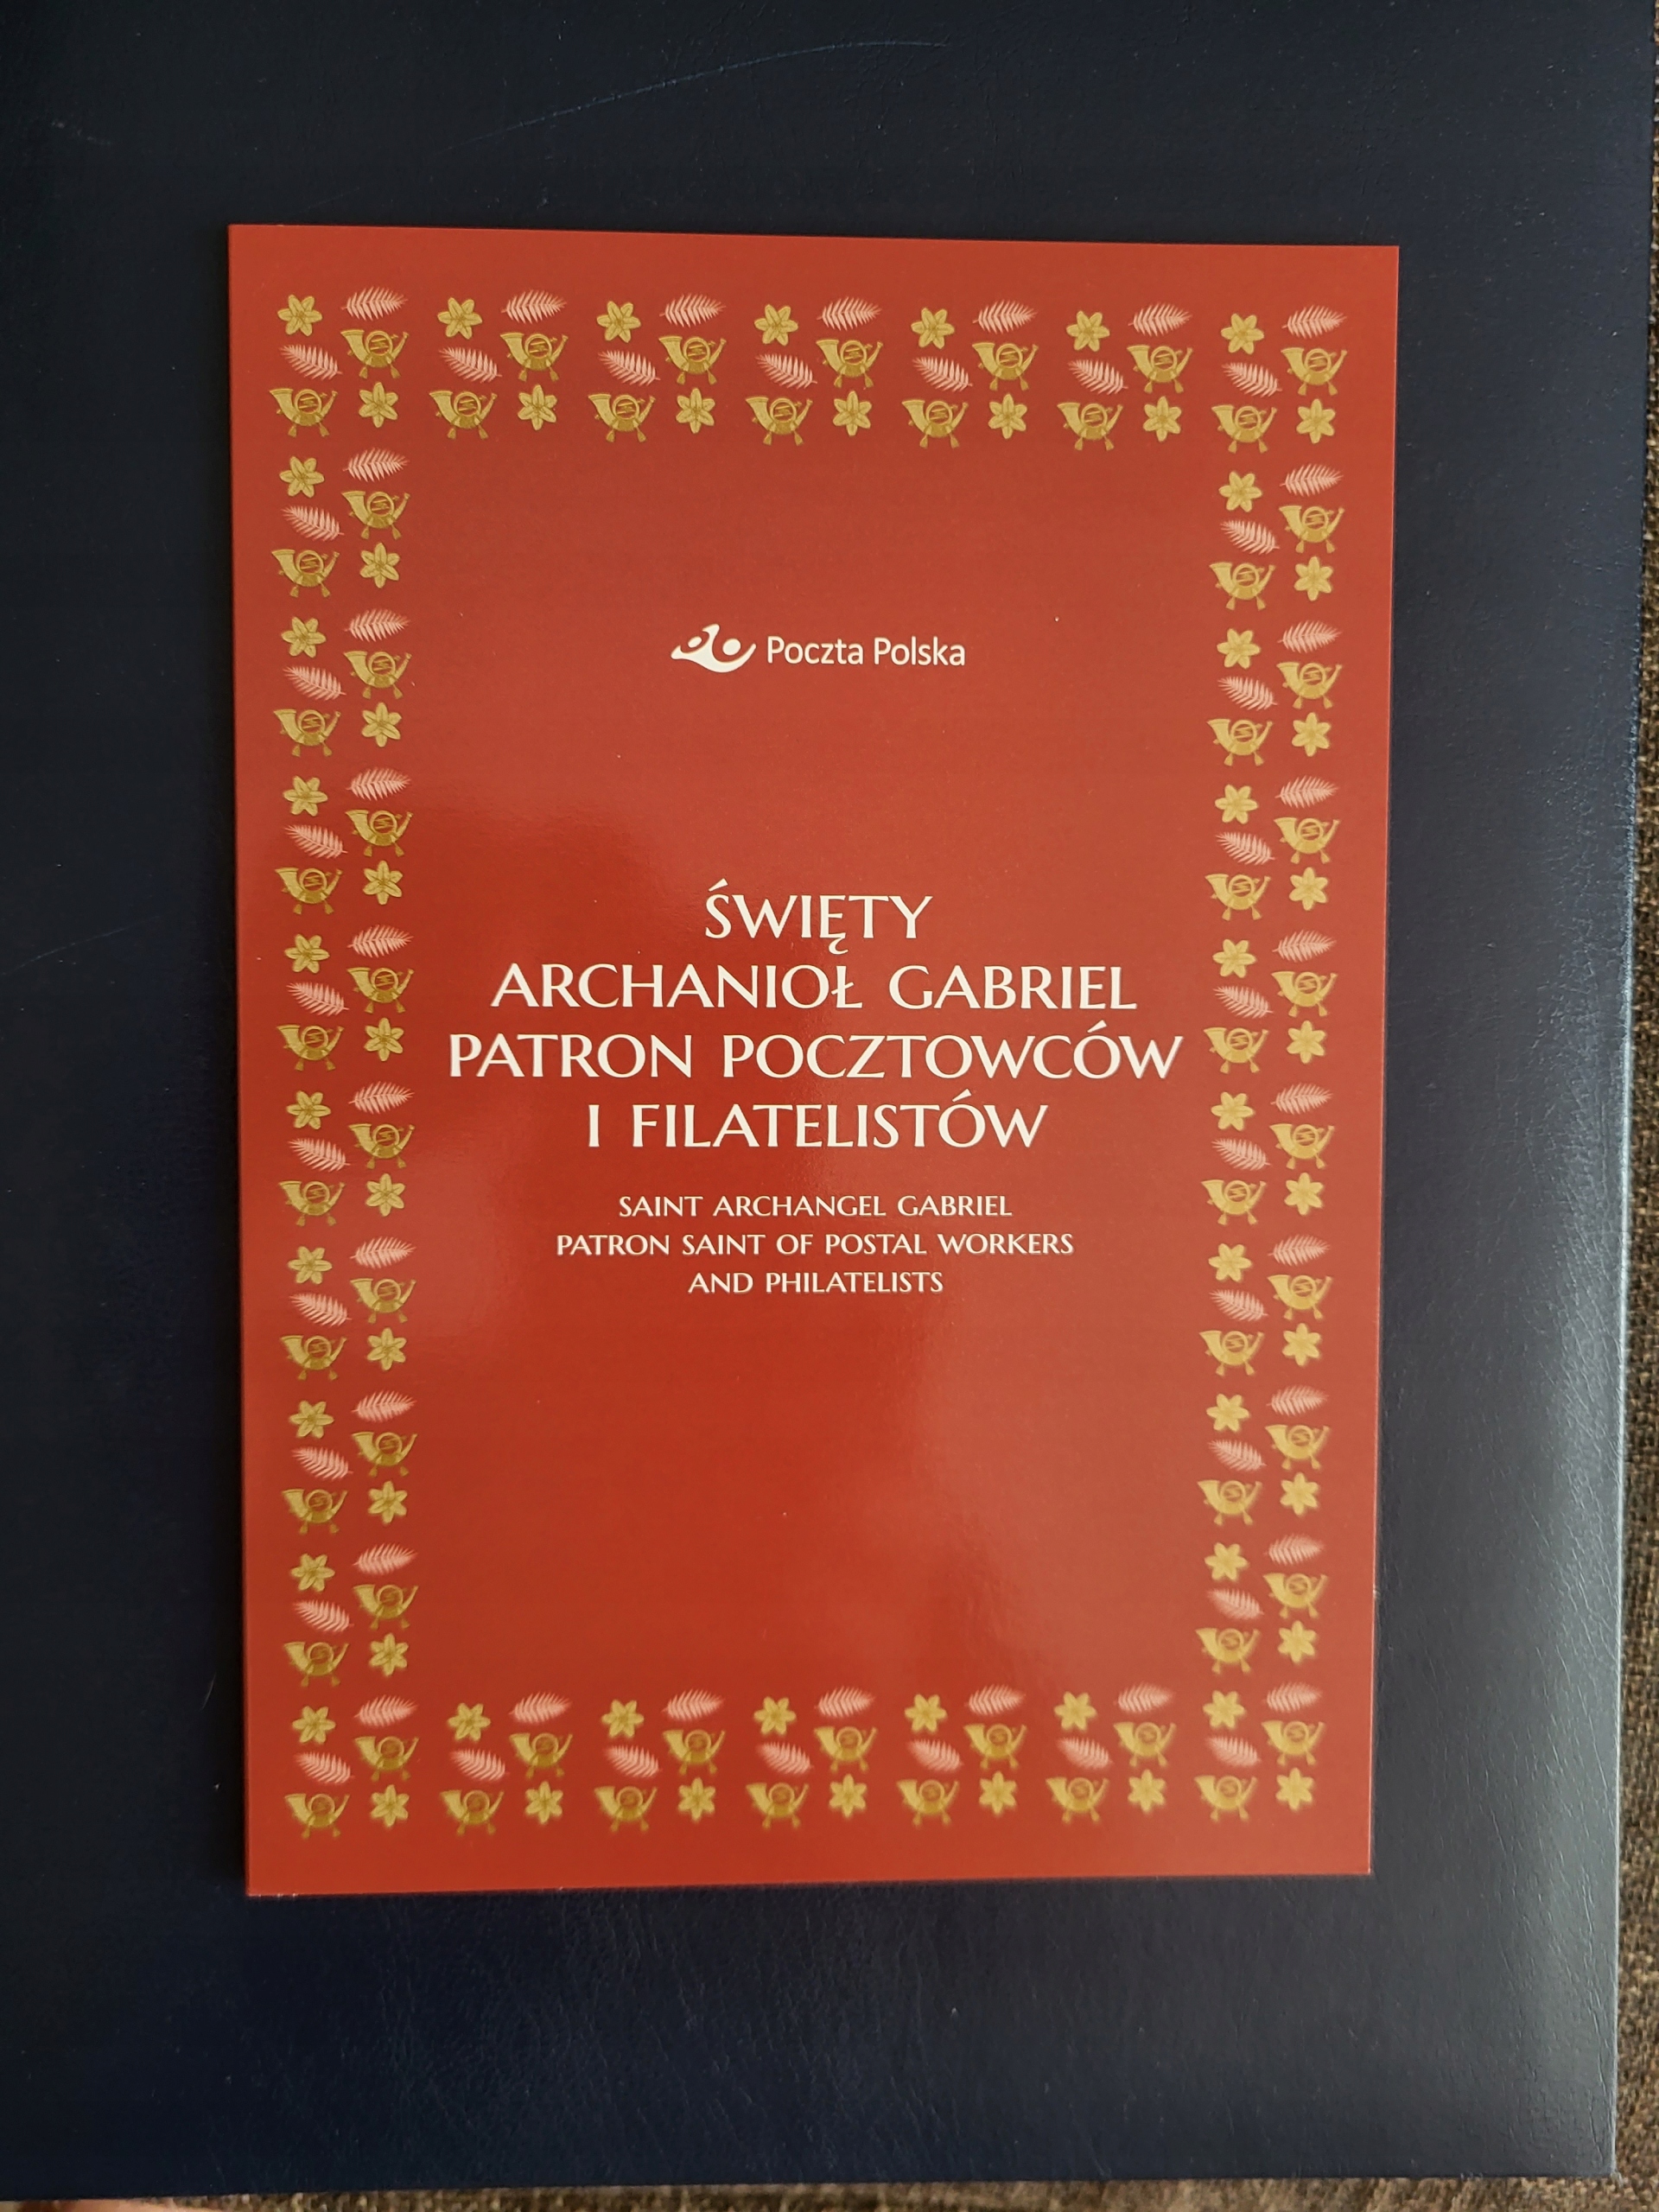 Poczta Polska
ŚWIĘTY
ARCHANIOŁ GABRIEL
PATRON POCZTOWCÓW
I FILATELISTÓW
SAINT ARCHANGEL GABRIEL
PATRON SAINT OF POSTAL WORKERS
AND PHILATELISTS